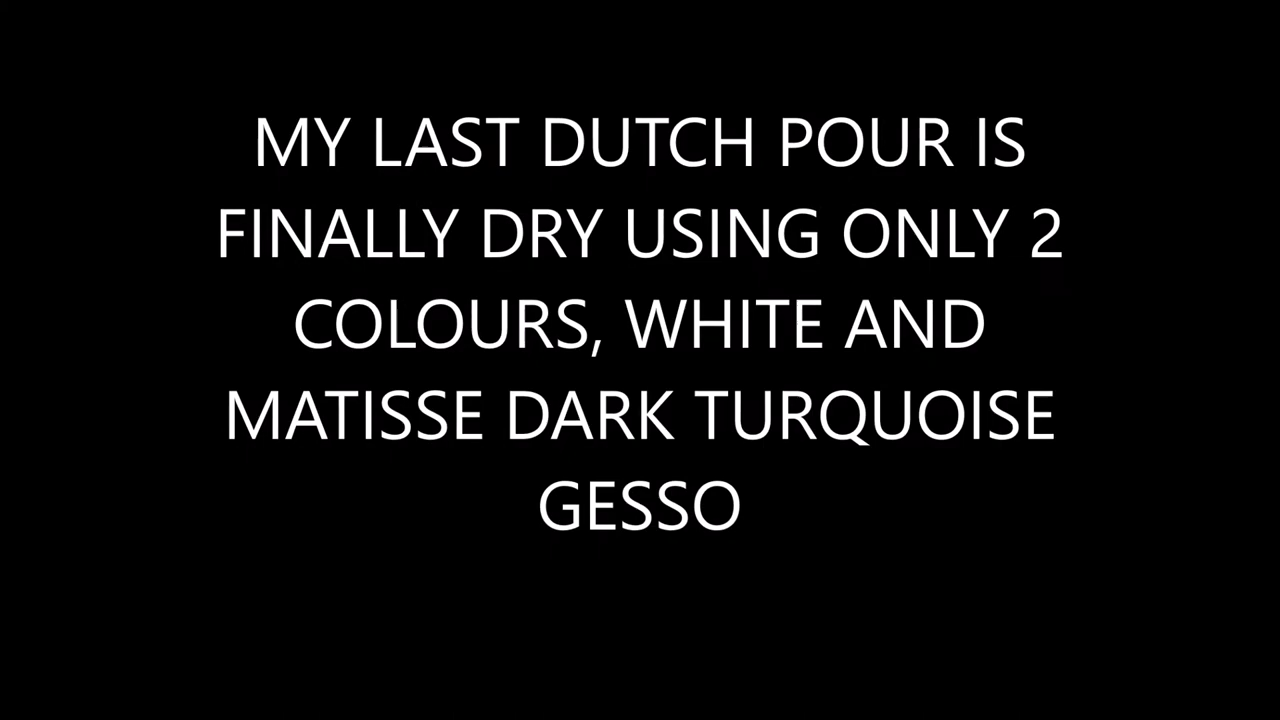 MY LAST DUTCH POUR IS
FINALLY DRY USING ONLY 2
COLOURS, WHITE AND
MATISSE DARK TURQUOISE
GESSO